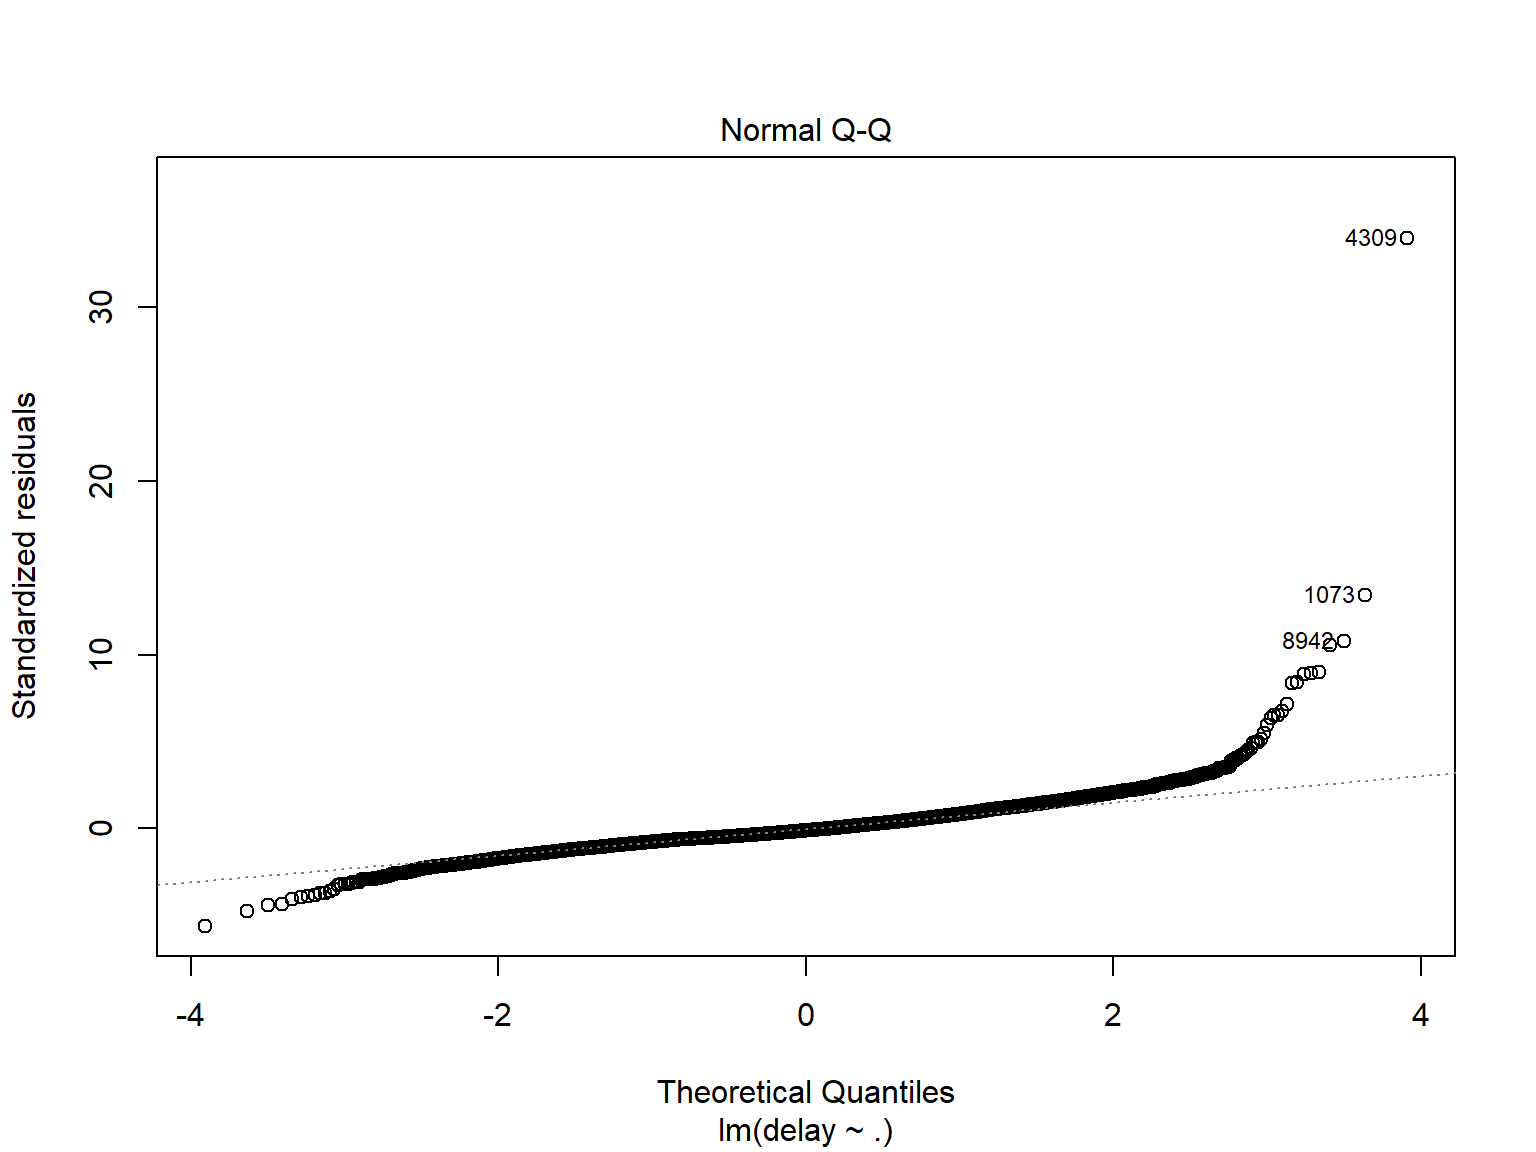 Normal Q-Q
4309
1073
8942
30
20
10
0
Standardized residuals
-4 -2 0 2 4
Theoretical Quantiles
lm(delay ~ .)